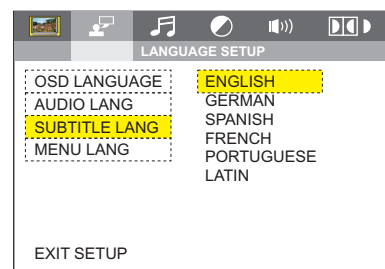 LANGUAGE SETUP
OSD LANGUAGE
AUDIO LANG
SUBTITLE LANG
MENU LANG
ENGLISH
GERMAN
SPANISH
FRENCH
PORTUGUESE
LATIN
EXIT SETUP